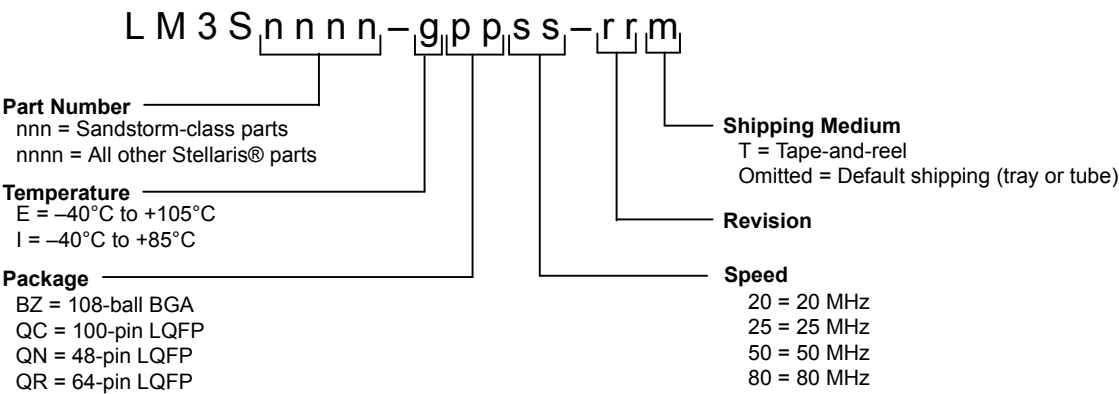 L M 3 S n n n n – g p p s s – r r m
Part Number
nnn = Sandstorm-class parts
nnnn = All other Stellaris® parts
Temperature
E = –40°C to +105°C
I = –40°C to +85°C
Package
BZ = 108-ball BGA
QC = 100-pin LQFP
QN = 48-pin LQFP
QR = 64-pin LQFP
Shipping Medium
T = Tape-and-reel
Omitted = Default shipping (tray or tube)
Revision
Speed
20 = 20 MHz
25 = 25 MHz
50 = 50 MHz
80 = 80 MHz